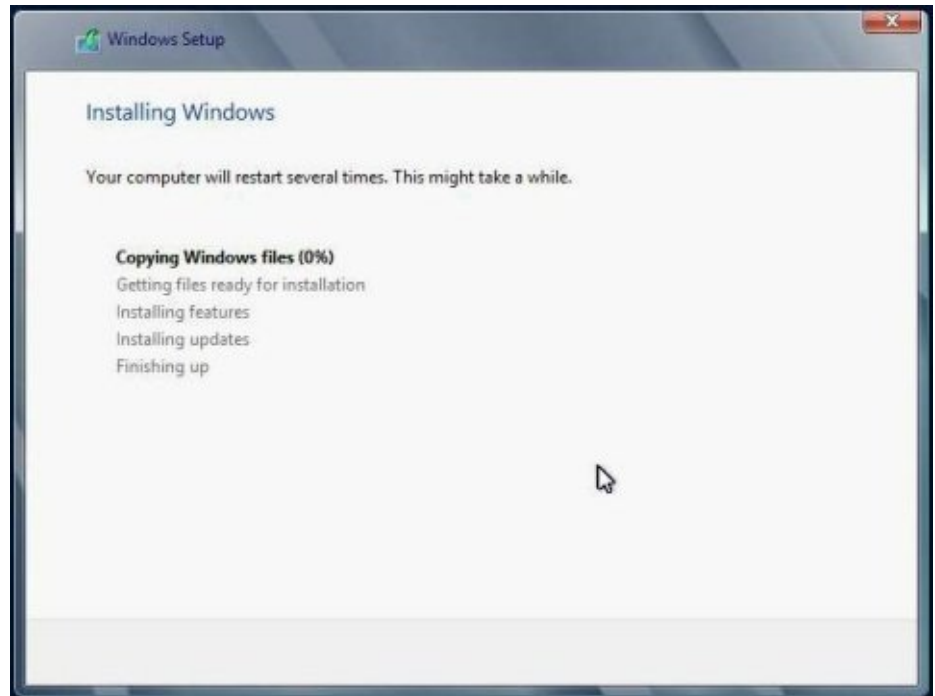 Windows Setup
Installing Windows
Your computer will restart several times. This might take a while.
Copying Windows files (0%)
Getting files ready for installation
Installing features
Installing updates
Finishing up